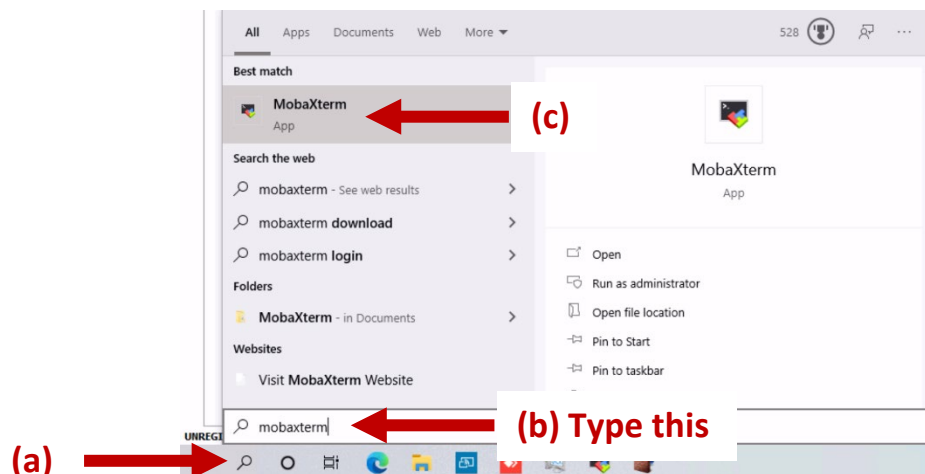 All Apps Documents Web More
528
Best match
MobaXterm
App
(c)
Search the web
mobaxterm - See web results
mobaxterm download
mobaxterm login
Folders
MobaXterm - in Documents
Websites
Visit MobaXterm Website
MobaXterm
App
Open
Run as administrator
Open file location
Pin to Start
Pin to taskbar
mobaxterm
(b) Type this
UNREGI
(a)